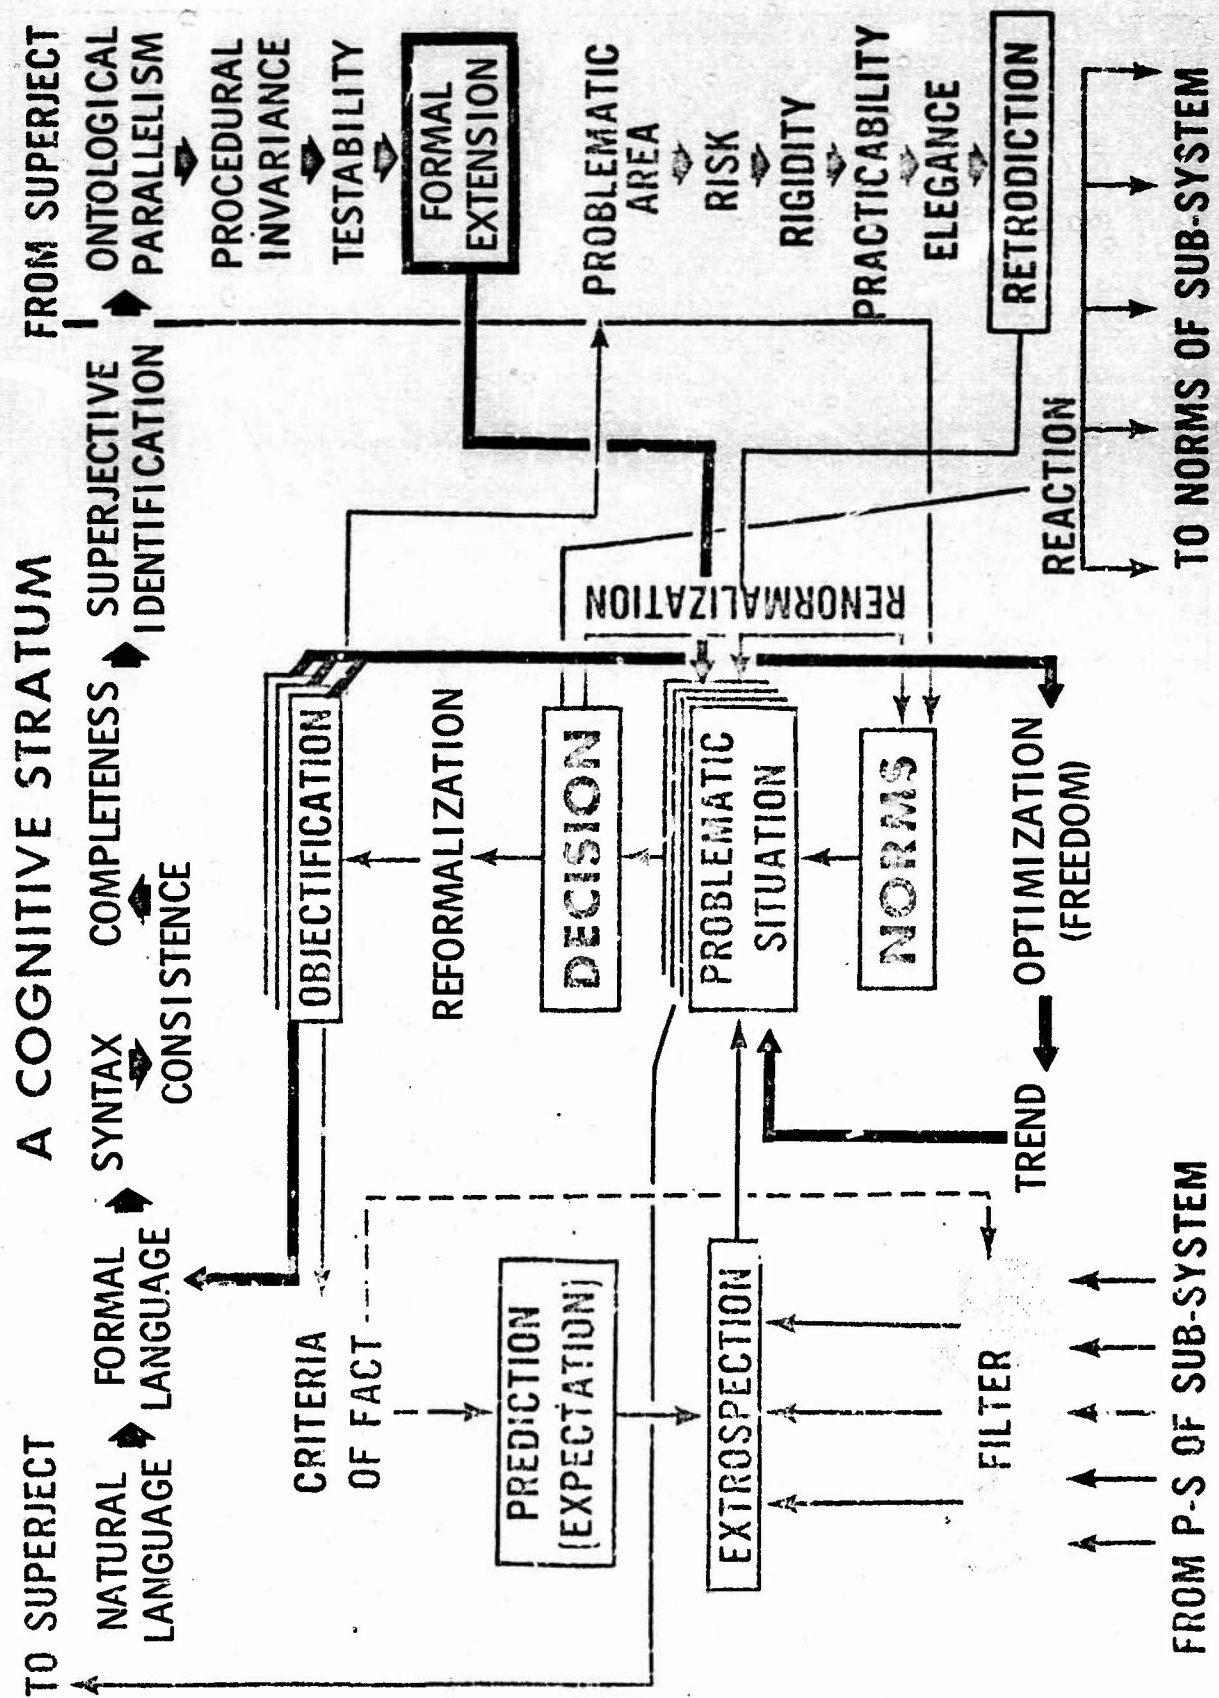 A COGNITIVE STRATUM
TO SUPERJECT
FROM SUPERJECT
NATURAL
LANGUAGE
FORMAL
LANGUAGE
SYNTAX
CONSISTENCE
COMPLETENESS
SUPERJECTIVE
IDENTIFICATION
ONTOLOGICAL
PARALLELISM
PROCEDURAL
INVARIANCE
TESTABILITY
FORMAL
EXTENSION
OBJECTIFICATION
CRITERIA
OF FACT
REFORMALIZATION
PREDICTION
(EXPECTATION)
DECISION
RENORMALIZATION
PROBLEMATIC
AREA
RISK
RIGIDITY
PRACTICABILITY
ELEGANCE
RETRODICTION
EXTROSPECTION
PROBLEMATIC
SITUATION
NORMS
FILTER
TREND
OPTIMIZATION
(FREEDOM)
REACTION
FROM P-S OF SUB-SYSTEM
TO NORMS OF SUB-SYSTEM